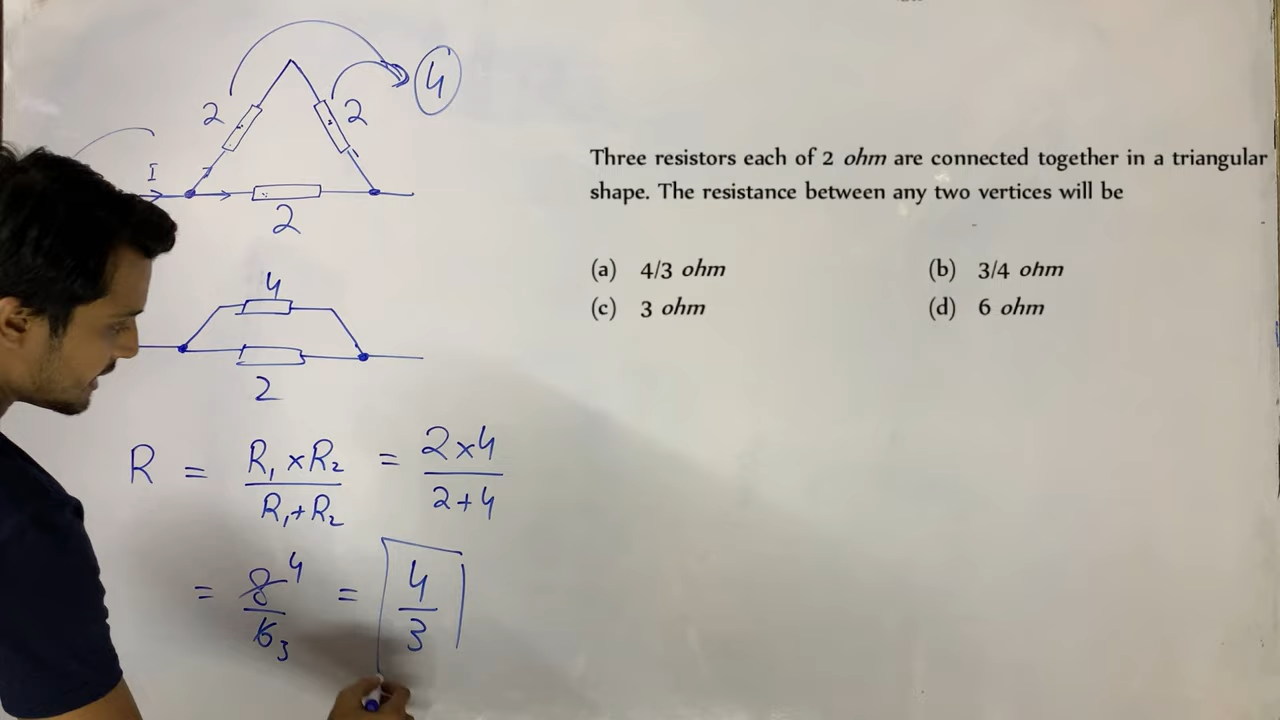 4
2 2
I
2
4
2
R = R₁ × R₂ / R₁ + R₂ = 2 × 4 / 2 + 4
= 8 4 / 6 3 = 4 / 3
Three resistors each of 2 ohm are connected together in a triangular
shape. The resistance between any two vertices will be
(a) 4/3 ohm (b) 3/4 ohm
(c) 3 ohm (d) 6 ohm